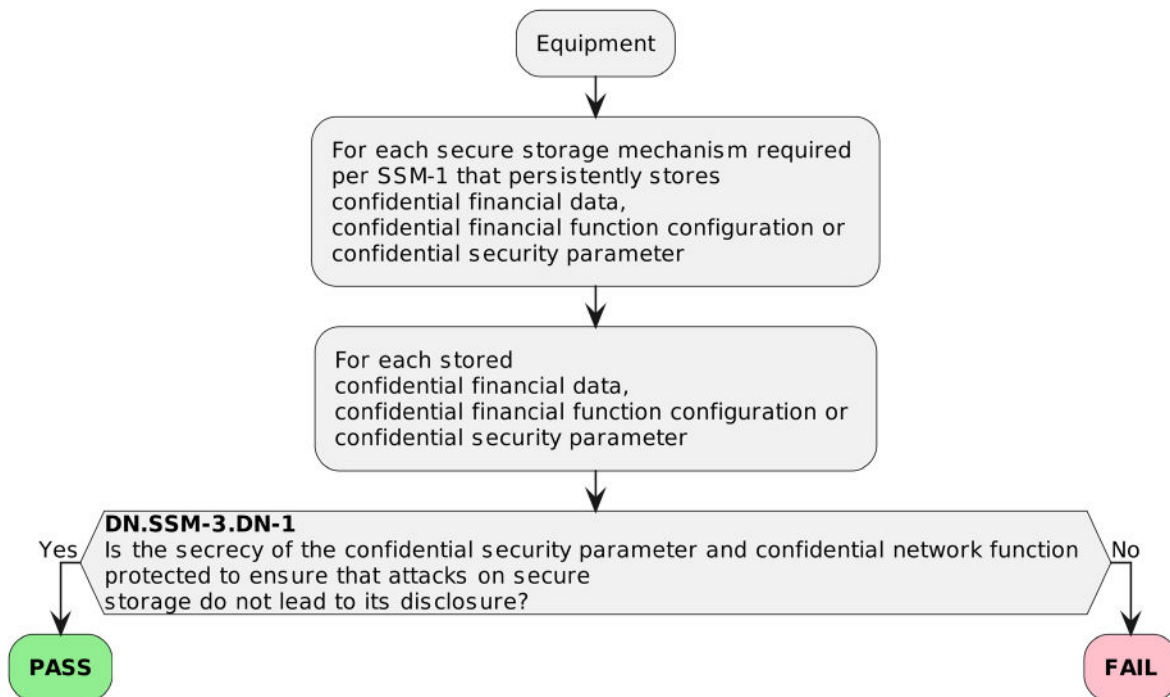 Equipment
For each secure storage mechanism required
per SSM-1 that persistently stores
confidential financial data,
confidential financial function configuration or
confidential security parameter
For each stored
confidential financial data,
confidential financial function configuration or
confidential security parameter
DN.SSM-3.DN-1
Yes
Is the secrecy of the confidential security parameter and confidential network function
No
protected to ensure that attacks on secure
storage do not lead to its disclosure?
PASS
FAIL